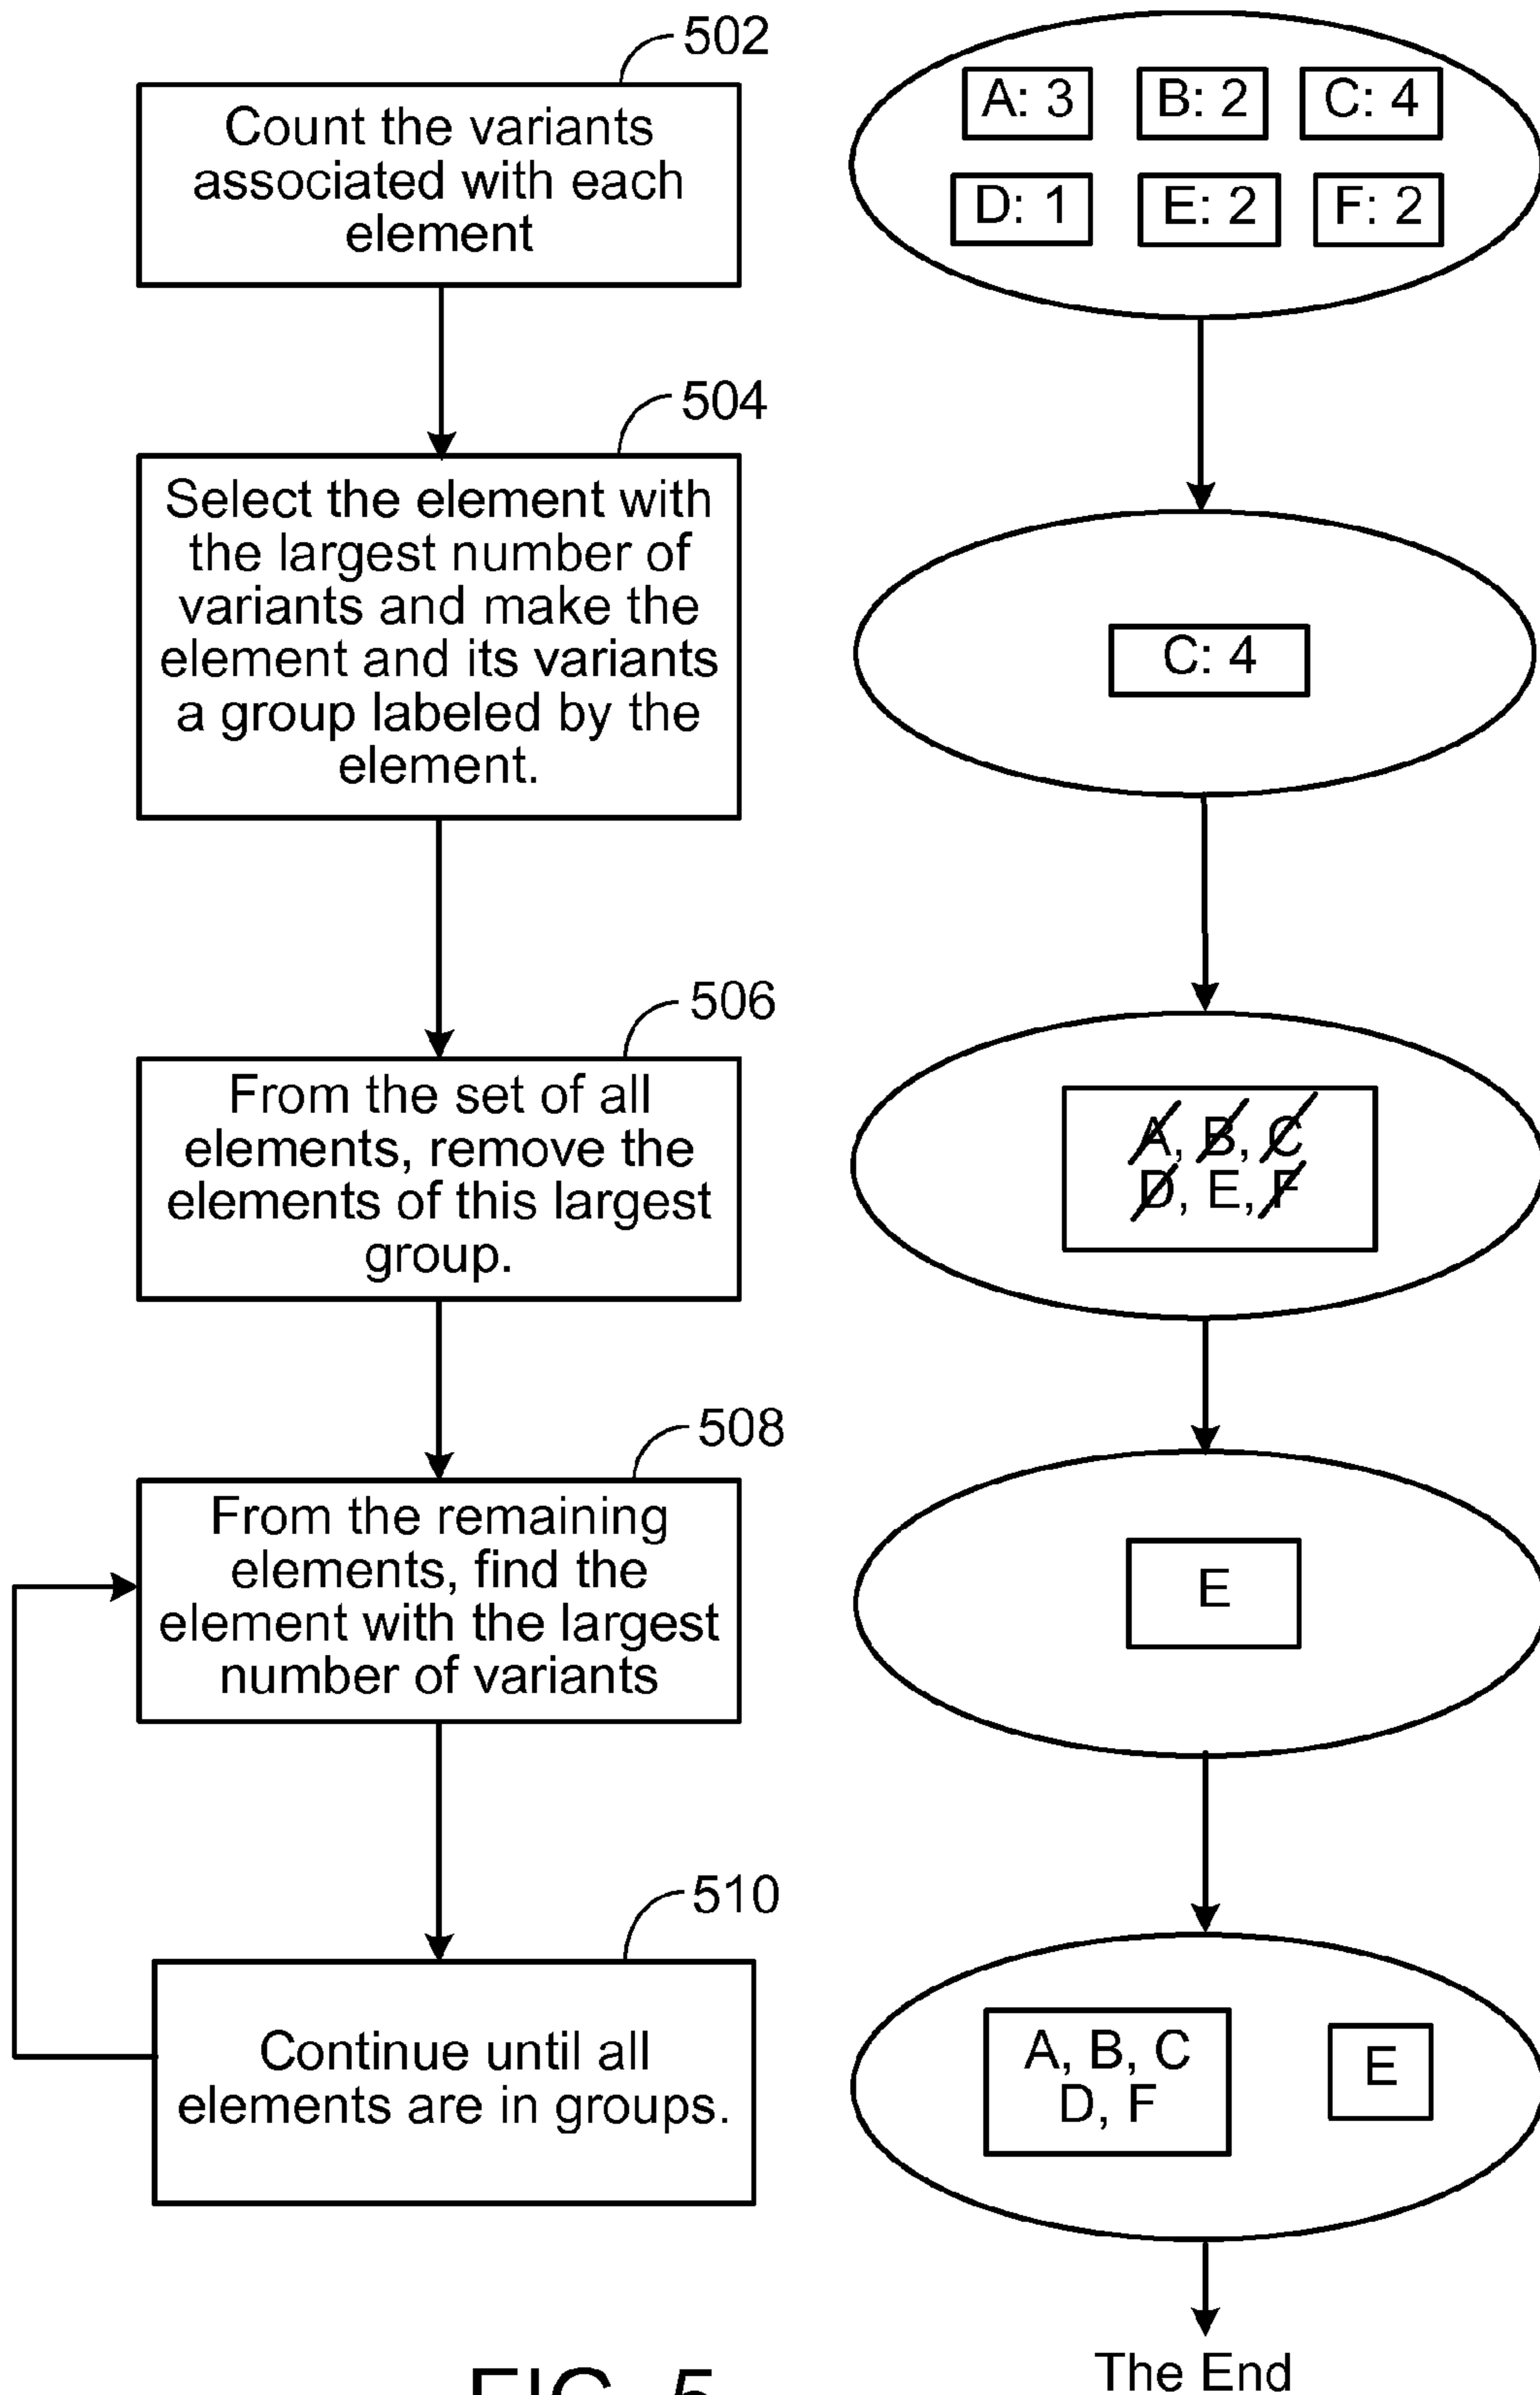 502
Count the variants
associated with each
element
A: 3
B: 2
C: 4
D: 1
E: 2
F: 2
504
Select the element with
the largest number of
variants and make the
element and its variants
a group labeled by the
element.
C: 4
506
From the set of all
elements, remove the
elements of this largest
group.
A, B, C
D, E, F
508
From the remaining
elements, find the
element with the largest
number of variants
E
510
Continue until all
elements are in groups.
A, B, C
D, F
E
The End
FIG. 5